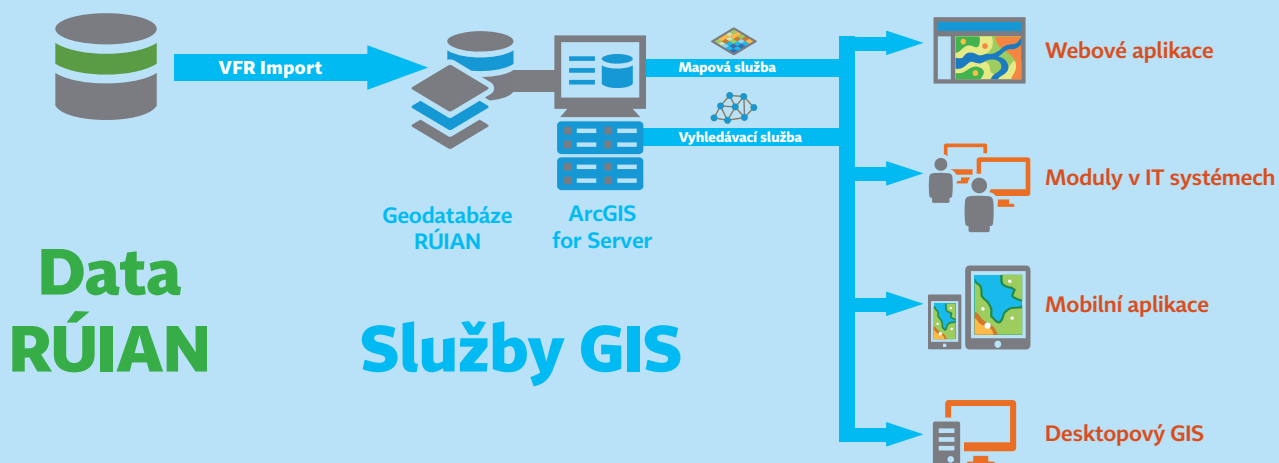 VFR Import
Mapová služba
Vyhledávací služba
Geodatabáze
RÚIAN
ArcGIS
for Server
Data
RÚIAN
Služby GIS
Webové aplikace
Moduly v IT systémech
Mobilní aplikace
Desktopový GIS